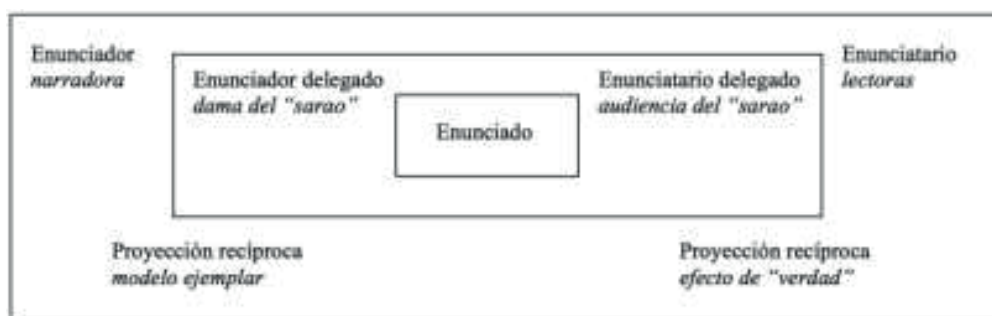 Enunciador
narradora
Enunciador delegado
dama del “sarao”
Enunciado
Enunciatario delegado
audiencia del “sarao”
Enunciatario
lectoras
Proyección recíproca
modelo ejemplar
Proyección recíproca
efecto de “verdad”